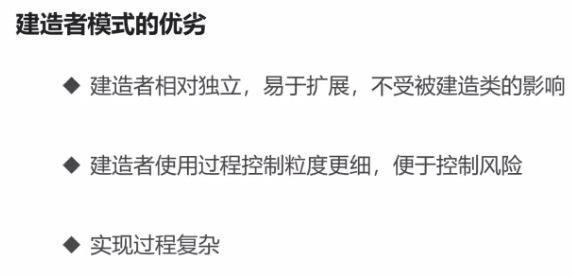 建造者模式的优劣
◆ 建造者相对独立，易于扩展，不受被建造类的影响
◆ 建造者使用过程控制粒度更细，便于控制风险
◆ 实现过程复杂